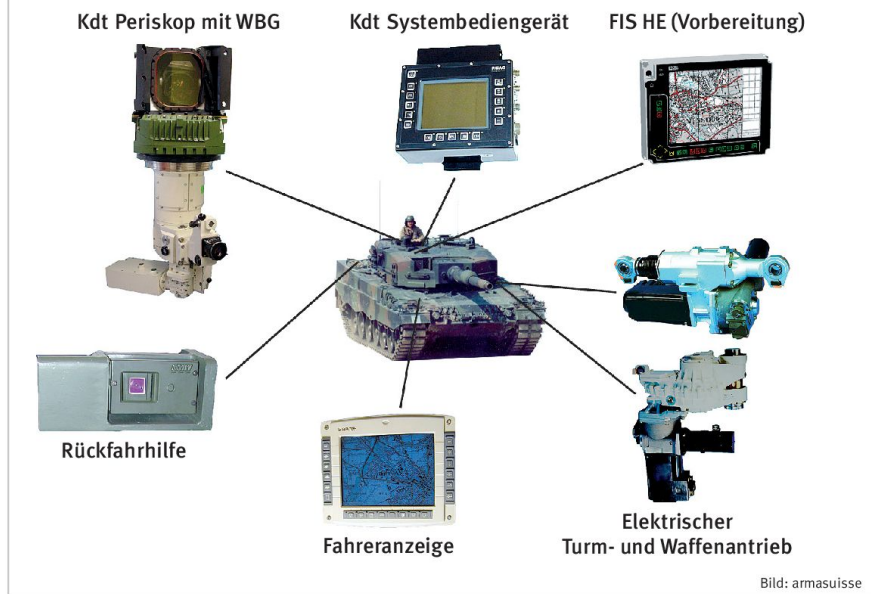 Kdt Periskop mit WBG
Kdt Systembediengerät
FIS HE (Vorbereitung)
Rückfahrhilfe
Fahreranzeige
Elektrischer
Turm- und Waffenantrieb
Bild: armasuisse